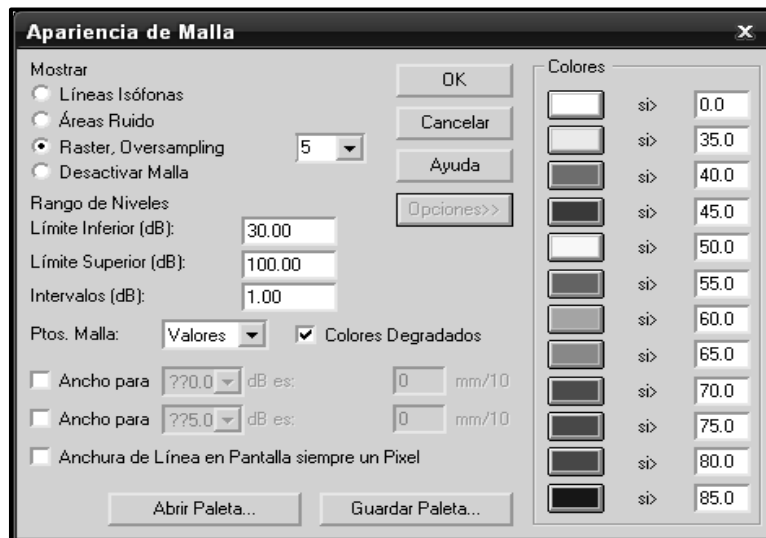 Apariencia de Malla
Mostrar
Líneas Isófonas
Áreas Ruido
Raster, Oversampling 5
Desactivar Malla
Rango de Niveles
Límite Inferior (dB): 30.00
Límite Superior (dB): 100.00
Intervalos (dB): 1.00
Ptos. Malla: Valores Colores Degradados
Ancho para ??0.0 dB es: 0 mm/10
Ancho para ??5.0 dB es: 0 mm/10
Anchura de Línea en Pantalla siempre un Pixel
Abrir Paleta... Guardar Paleta...
OK
Cancelar
Ayuda
Opciones>>
Colores
si> 0.0
si> 35.0
si> 40.0
si> 45.0
si> 50.0
si> 55.0
si> 60.0
si> 65.0
si> 70.0
si> 75.0
si> 80.0
si> 85.0